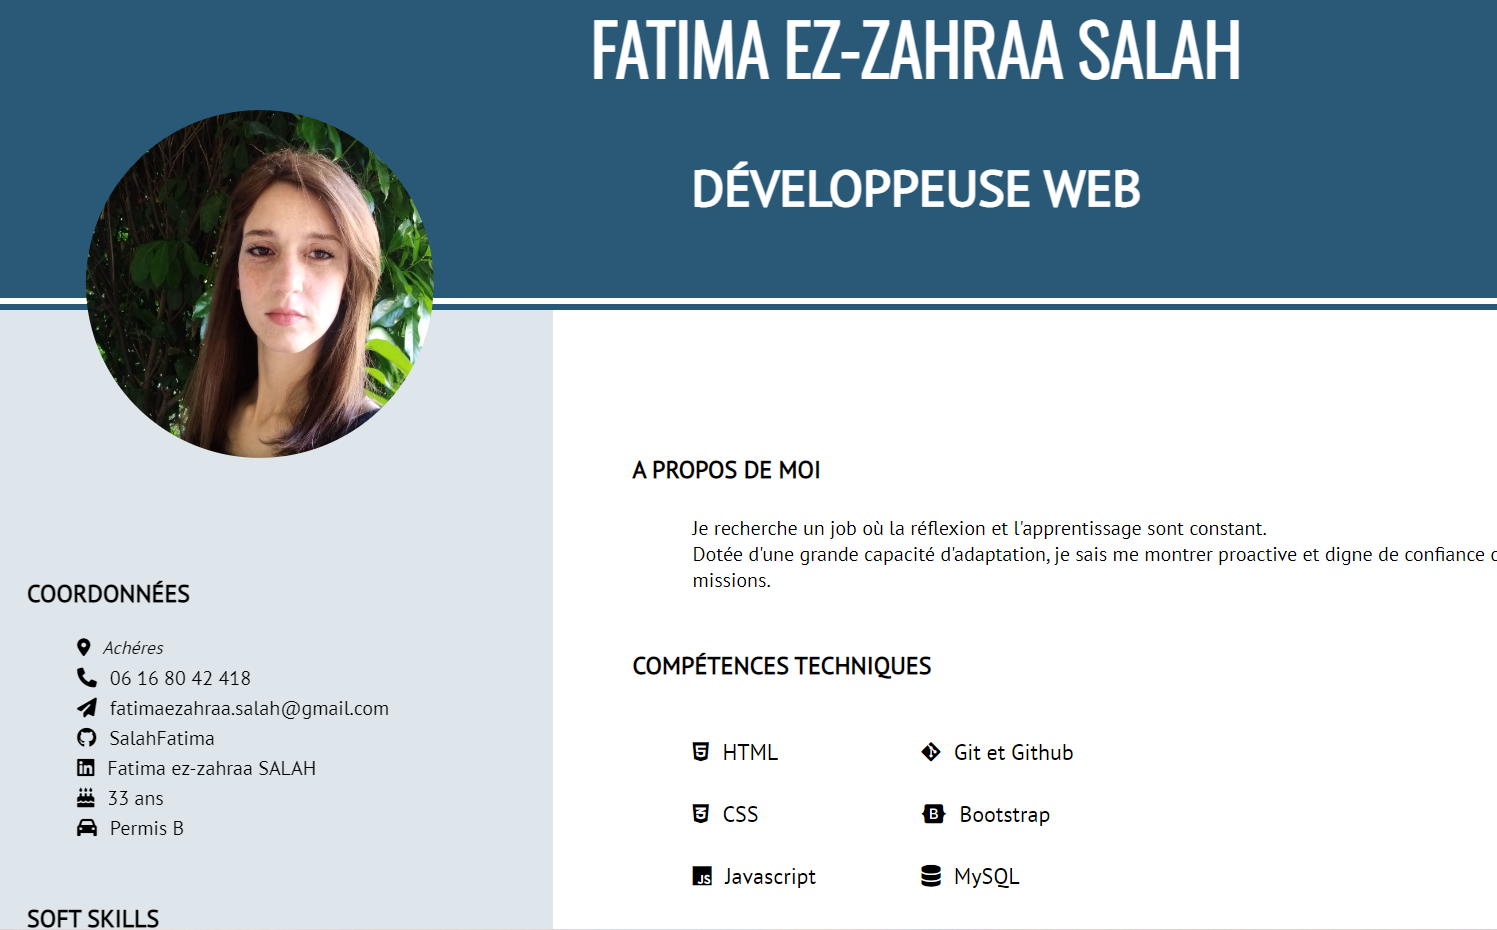 FATIMA EZ-ZAHRAA SALAH
DÉVELOPPEUSE WEB
COORDONNÉES
Achéres
06 16 80 42 418
fatimaezahraa.salah@gmail.com
SalahFatima
Fatima ez-zahraa SALAH
33 ans
Permis B
SOFT SKILLS
A PROPOS DE MOI
Je recherche un job où la réflexion et l'apprentissage sont constant.
Dotée d'une grande capacité d'adaptation, je sais me montrer proactive et digne de confiance
missions.
COMPÉTENCES TECHNIQUES
HTML
Git et Github
CSS
Bootstrap
Javascript
MySQL